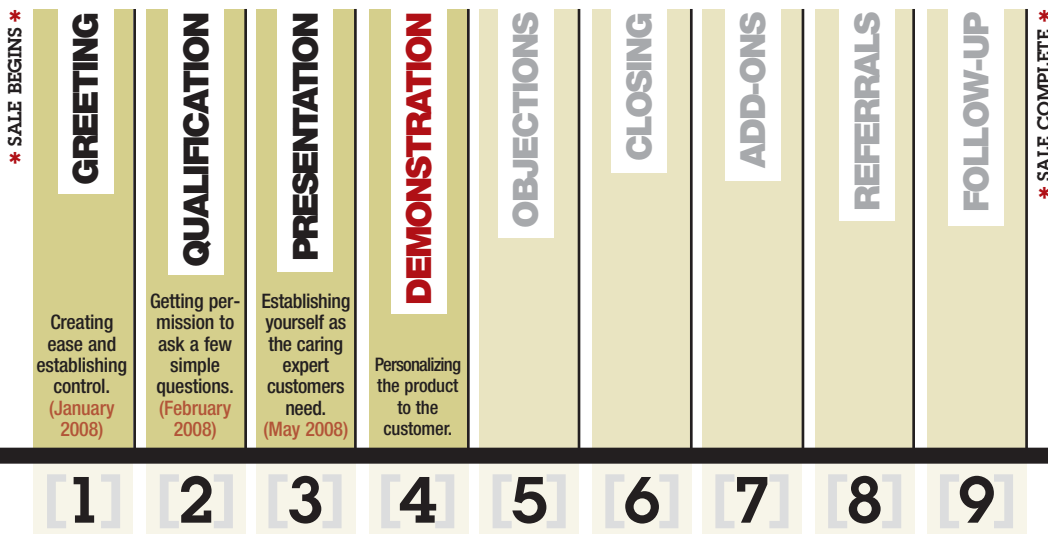 * SALE BEGINS *
GREETING
Creating
ease and
establishing
control.
(January
2008)
[1]
QUALIFICATION
Getting per-
mission to
ask a few
simple
questions.
(February
2008)
[2]
PRESENTATION
Establishing
yourself as
the caring
expert
customers
need.
(May 2008)
[3]
DEMONSTRATION
Personalizing
the product
to the
customer.
[4]
OBJECTIONS
[5]
CLOSING
[6]
ADD-ONS
[7]
REFERRALS
[8]
FOLLOW-UP
[9]
* SALE COMPLETE *